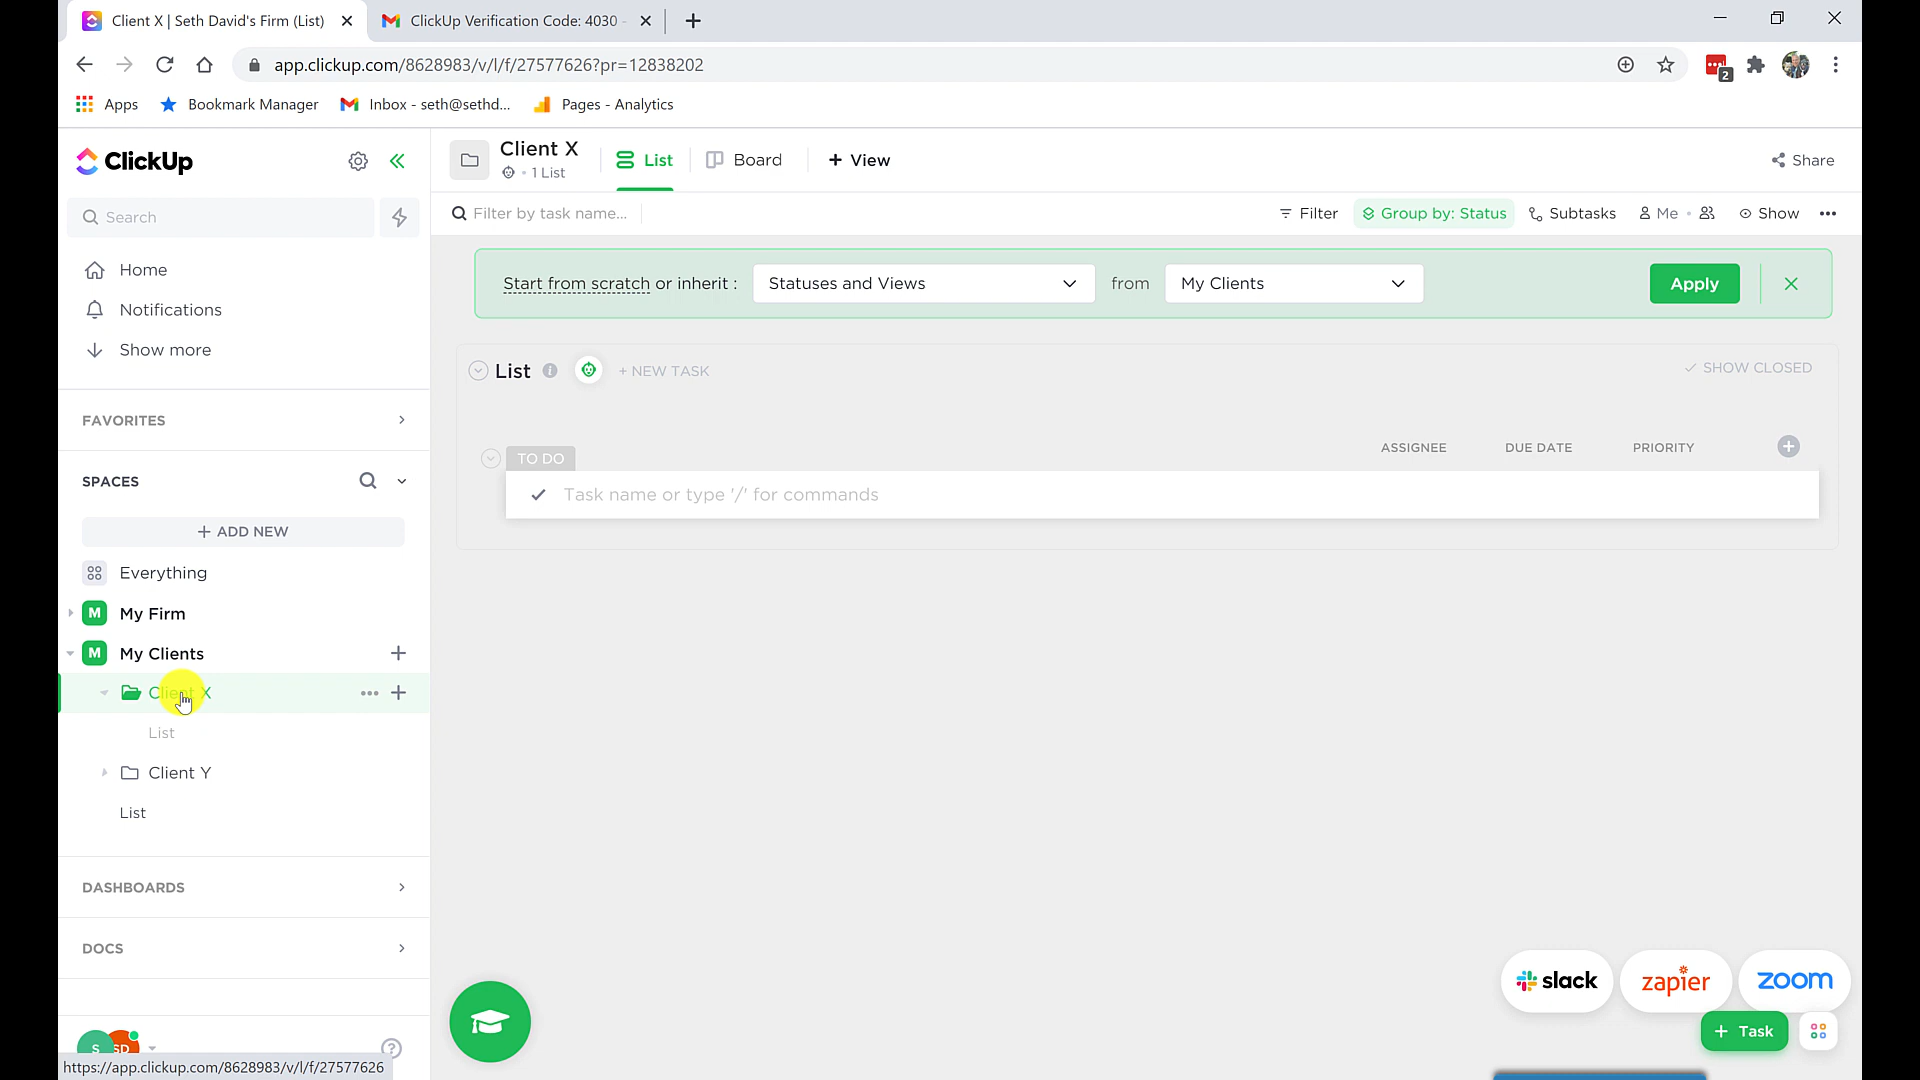 Client X | Seth David's Firm (List)
ClickUp Verification Code: 4030 -
app.clickup.com/8628983/v/l/f/27577626?pr=12838202
2
Apps
Bookmark Manager
Inbox - seth@sethd...
Pages - Analytics
ClickUp
Search
Home
Notifications
Show more
FAVORITES
SPACES
+ ADD NEW
Everything
M My Firm
M My Clients
Client X
List
Client Y
List
DASHBOARDS
DOCS
S SD
?
https://app.clickup.com/8628983/v/l/f/27577626
Client X
1 List
List
Board
+ View
Share
Filter by task name...
Filter
Group by: Status
Subtasks
Me
Show
Start from scratch or inherit :
Statuses and Views
from
My Clients
Apply
List
+ NEW TASK
SHOW CLOSED
TO DO
ASSIGNEE
DUE DATE
PRIORITY
Task name or type '/' for commands
slack
zapier
zoom
+ Task